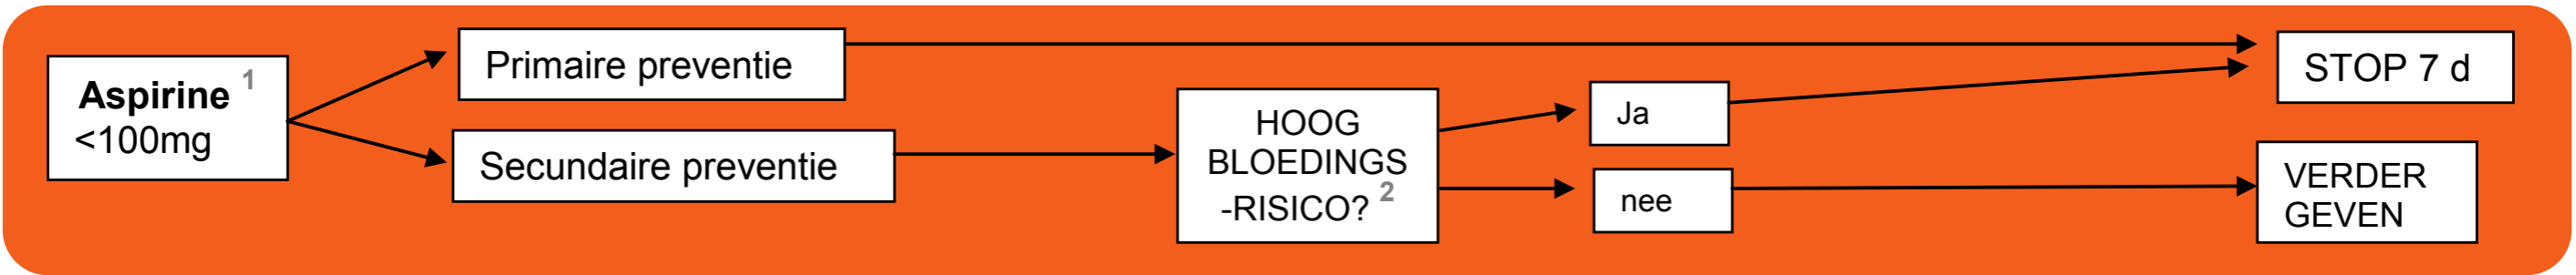 Aspirine 1
<100mg
Primaire preventie
Secundaire preventie
HOOG
BLOEDINGS
-RISICO? 2
Ja
nee
STOP 7 d
VERDER
GEVEN